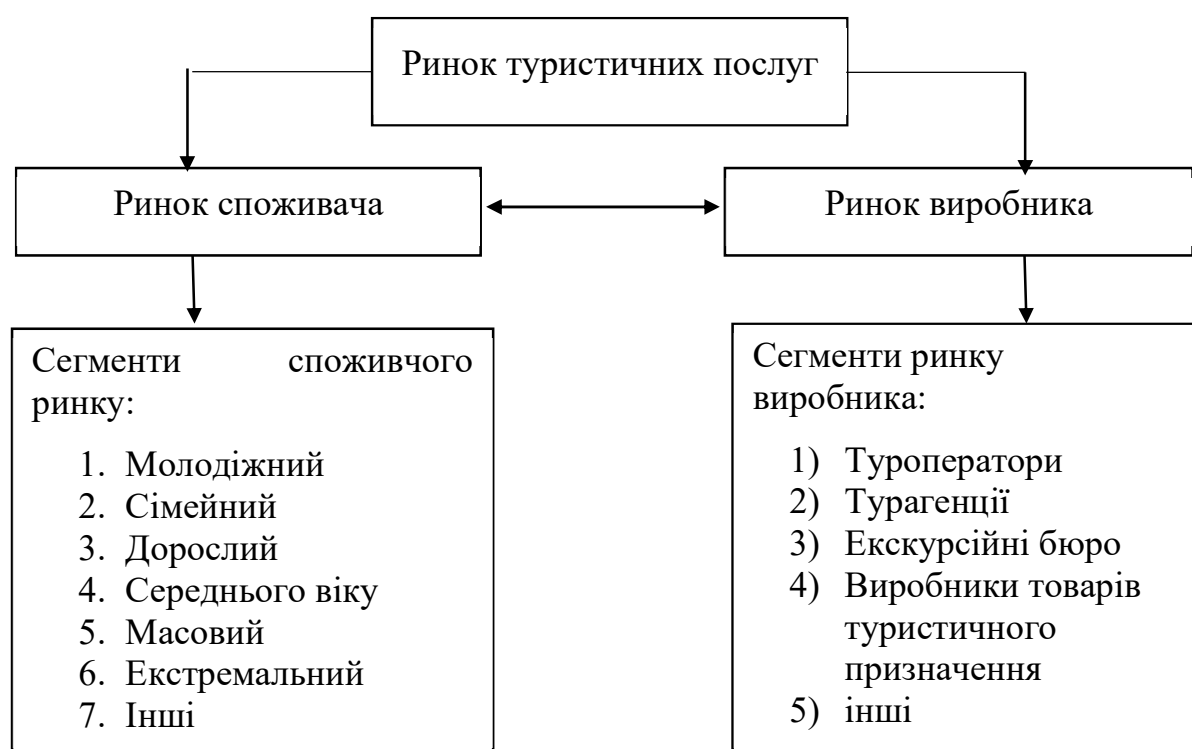 Ринок туристичних послуг
Ринок споживача
Ринок виробника
Сегменти споживчого
ринку:
1. Молодіжний
2. Сімейний
3. Дорослий
4. Середнього віку
5. Масовий
6. Екстремальний
7. Інші
Сегменти ринку
виробника:
1) Туроператори
2) Турагенції
3) Екскурсійні бюро
4) Виробники товарів
туристичного
призначення
5) інші